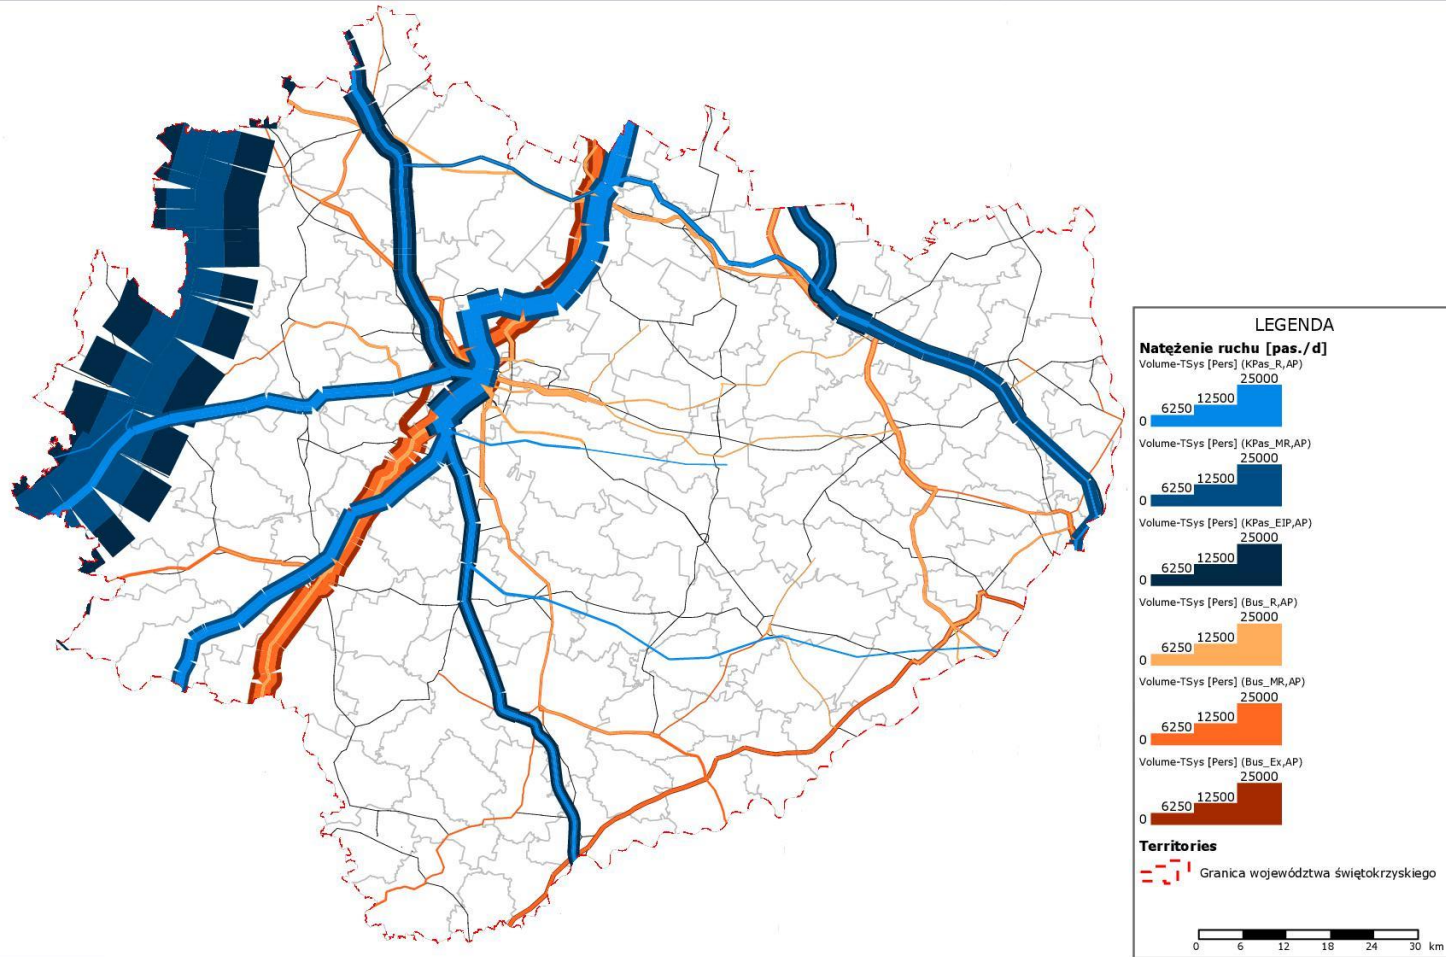 LEGENDA
Natężenie ruchu [pas./d]
Volume-TSys [Pers] (KPas_R,AP)
0 6250 12500 25000
Volume-TSys [Pers] (KPas_MR,AP)
0 6250 12500 25000
Volume-TSys [Pers] (KPas_EIP,AP)
0 6250 12500 25000
Volume-TSys [Pers] (Bus_R,AP)
0 6250 12500 25000
Volume-TSys [Pers] (Bus_MR,AP)
0 6250 12500 25000
Volume-TSys [Pers] (Bus_Ex,AP)
0 6250 12500 25000
Territories
Granica województwa świętokrzyskiego
0 6 12 18 24 30 km